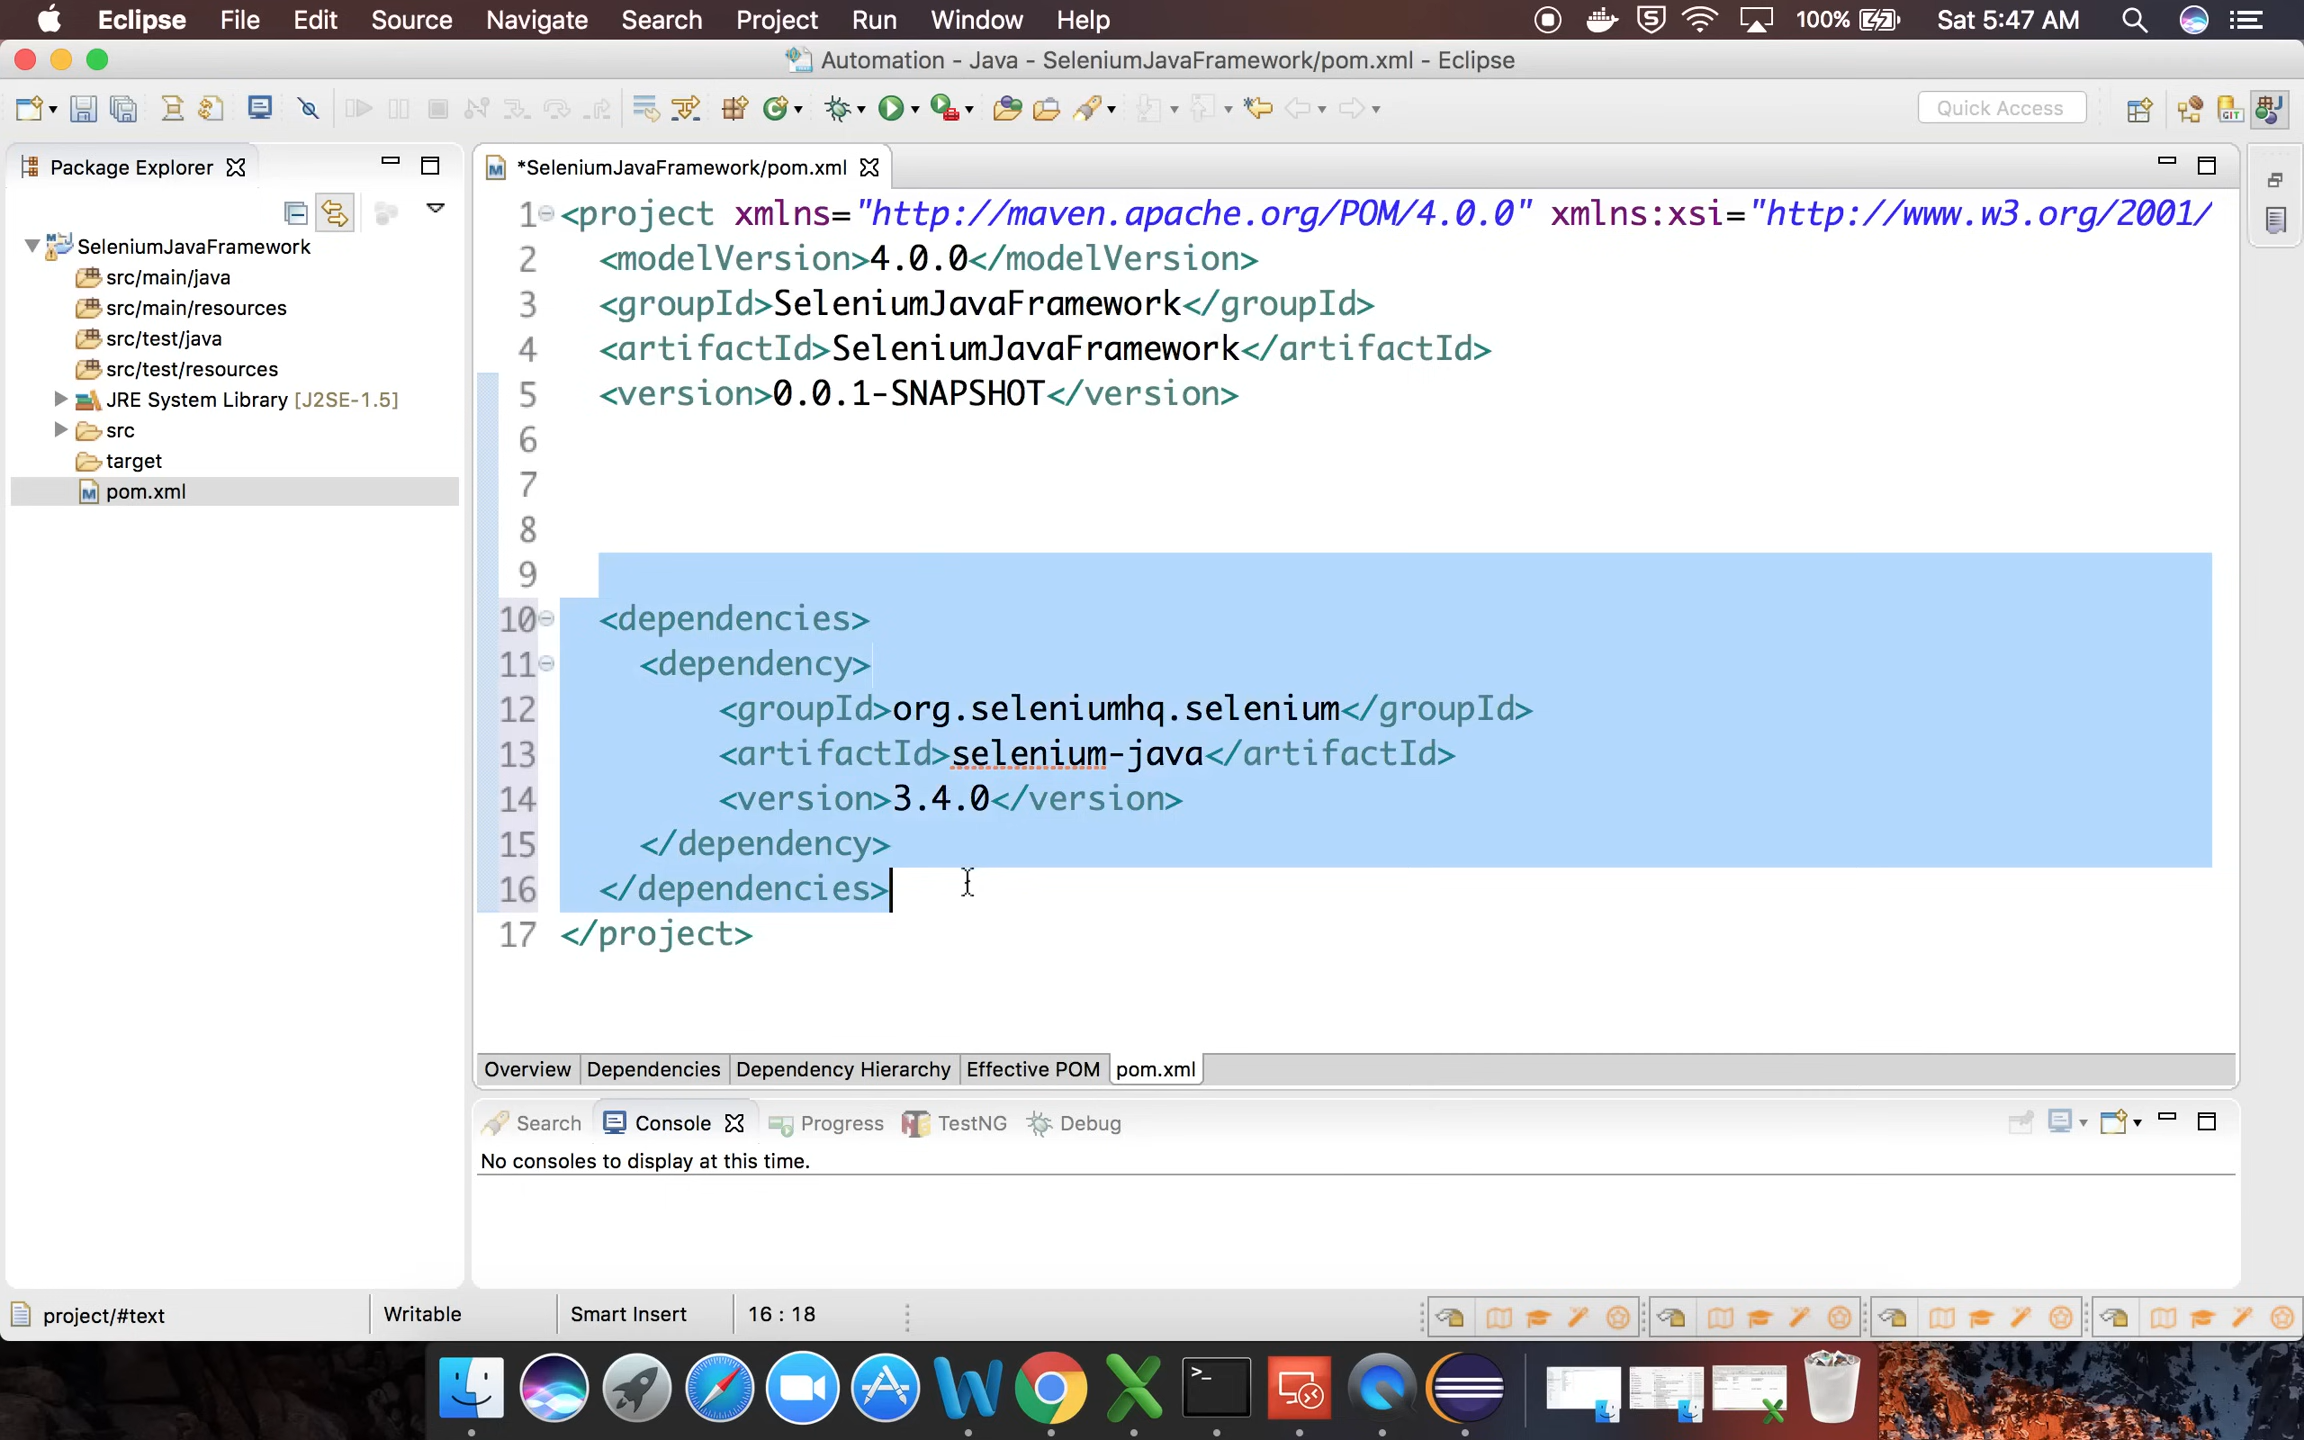 Eclipse File Edit Source Navigate Search Project Run Window Help 100% Sat 5:47 AM
Automation - Java - SeleniumJavaFramework/pom.xml - Eclipse
Quick Access
Package Explorer
SeleniumJavaFramework
src/main/java
src/main/resources
src/test/java
src/test/resources
JRE System Library [J2SE-1.5]
src
target
pom.xml
*SeleniumJavaFramework/pom.xml
1 <project xmlns="http://maven.apache.org/POM/4.0.0" xmlns:xsi="http://www.w3.org/2001/
2 <modelVersion>4.0.0</modelVersion>
3 <groupId>SeleniumJavaFramework</groupId>
4 <artifactId>SeleniumJavaFramework</artifactId>
5 <version>0.0.1-SNAPSHOT</version>
6
7
8
9
10 <dependencies>
11 <dependency>
12 <groupId>org.seleniumhq.selenium</groupId>
13 <artifactId>selenium-java</artifactId>
14 <version>3.4.0</version>
15 </dependency>
16 </dependencies>
17 </project>
Overview Dependencies Dependency Hierarchy Effective POM pom.xml
Search Console Progress TestNG Debug
No consoles to display at this time.
project/#text Writable Smart Insert 16 : 18